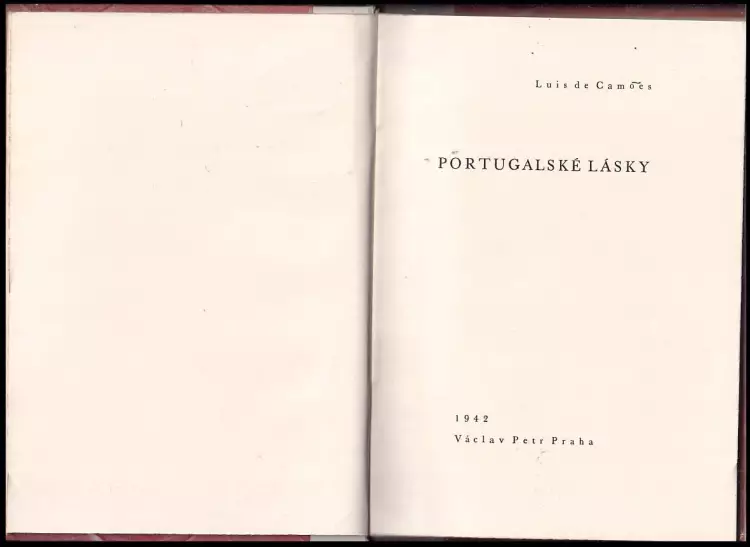 Luis de Camões
PORTUGALSKÉ LÁSKY
1942
Václav Petr Praha